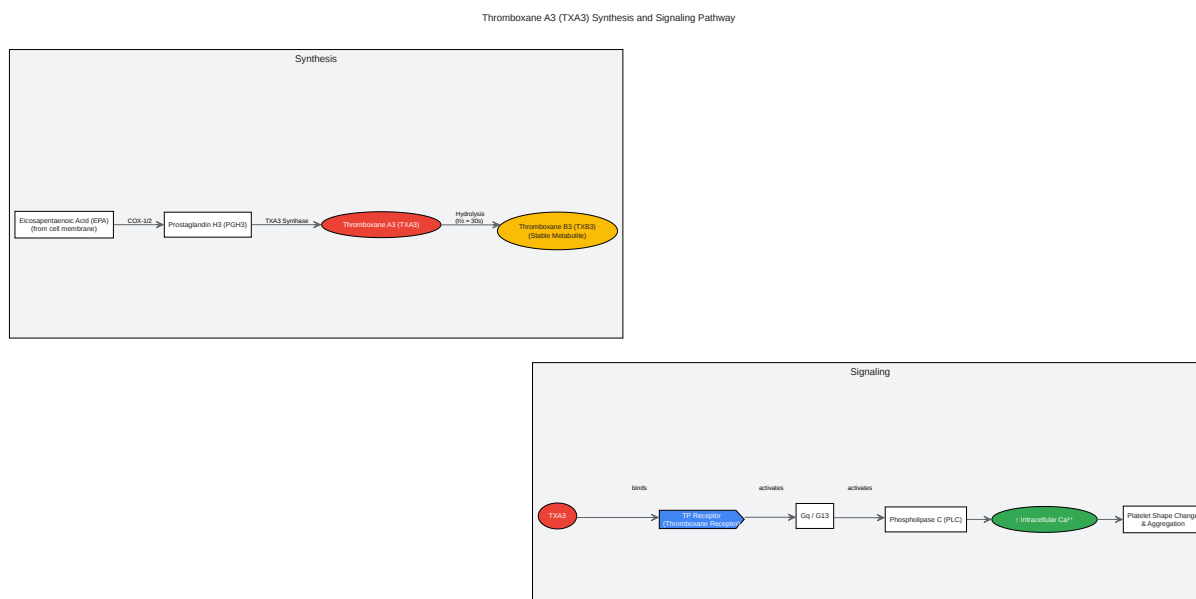 Thromboxane A3 (TXA3) Synthesis and Signaling Pathway
Synthesis
Eicosapentaenoic Acid (EPA)
(from cell membrane)
COX-1/2
Prostaglandin H3 (PGH3)
TXA3 Synthase
Thromboxane A3 (TXA3)
Hydrolysis
(t½ ≈ 30s)
Thromboxane B3 (TXB3)
(Stable Metabolite)
Signaling
TXA3
binds
TP Receptor
(Thromboxane Receptor)
activates
Gq / G13
activates
Phospholipase C (PLC)
↑ Intracellular Ca²⁺
Platelet Shape Change
& Aggregation